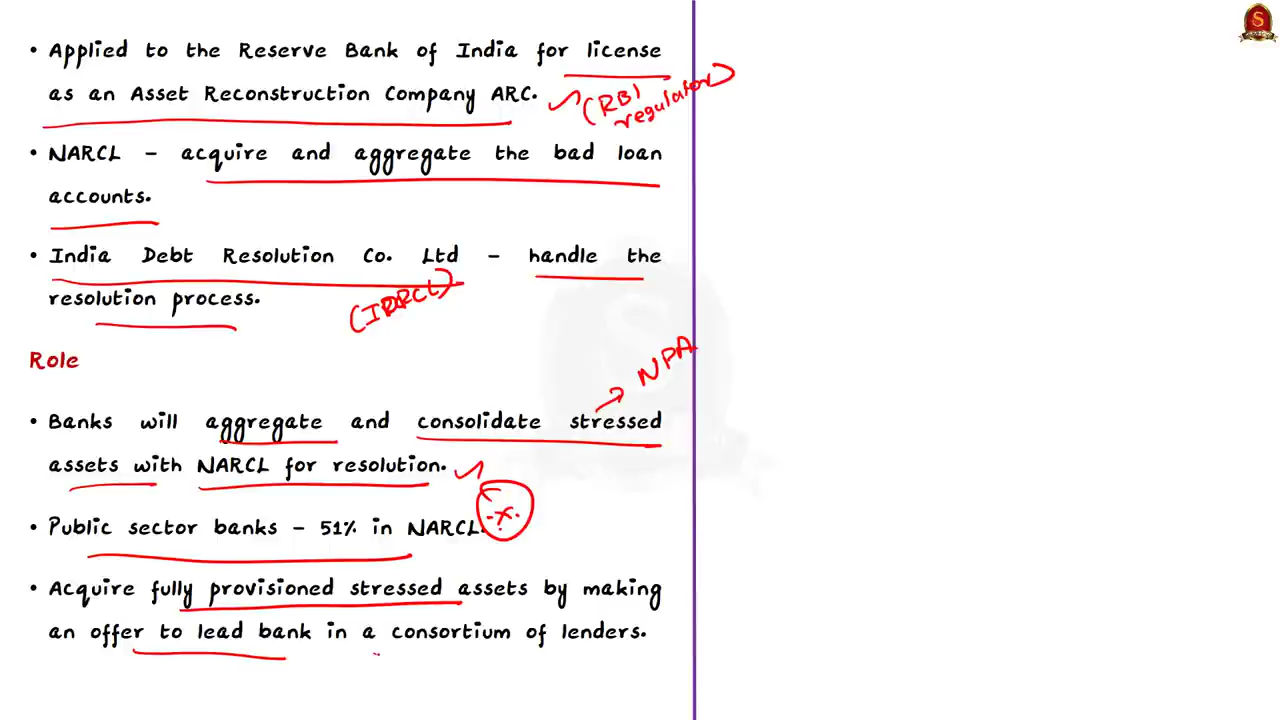 • Applied to the Reserve Bank of India for license
as an Asset Reconstruction Company ARC.
(RBI
regulator)
• NARCL – acquire and aggregate the bad loan
accounts.
• India Debt Resolution Co. Ltd – handle the
resolution process.
(IDRCL)
Role
NPA
• Banks will aggregate and consolidate stressed
assets with NARCL for resolution.
• Public sector banks – 51% in NARCL.
• Acquire fully provisioned stressed assets by making
an offer to lead bank in a consortium of lenders.